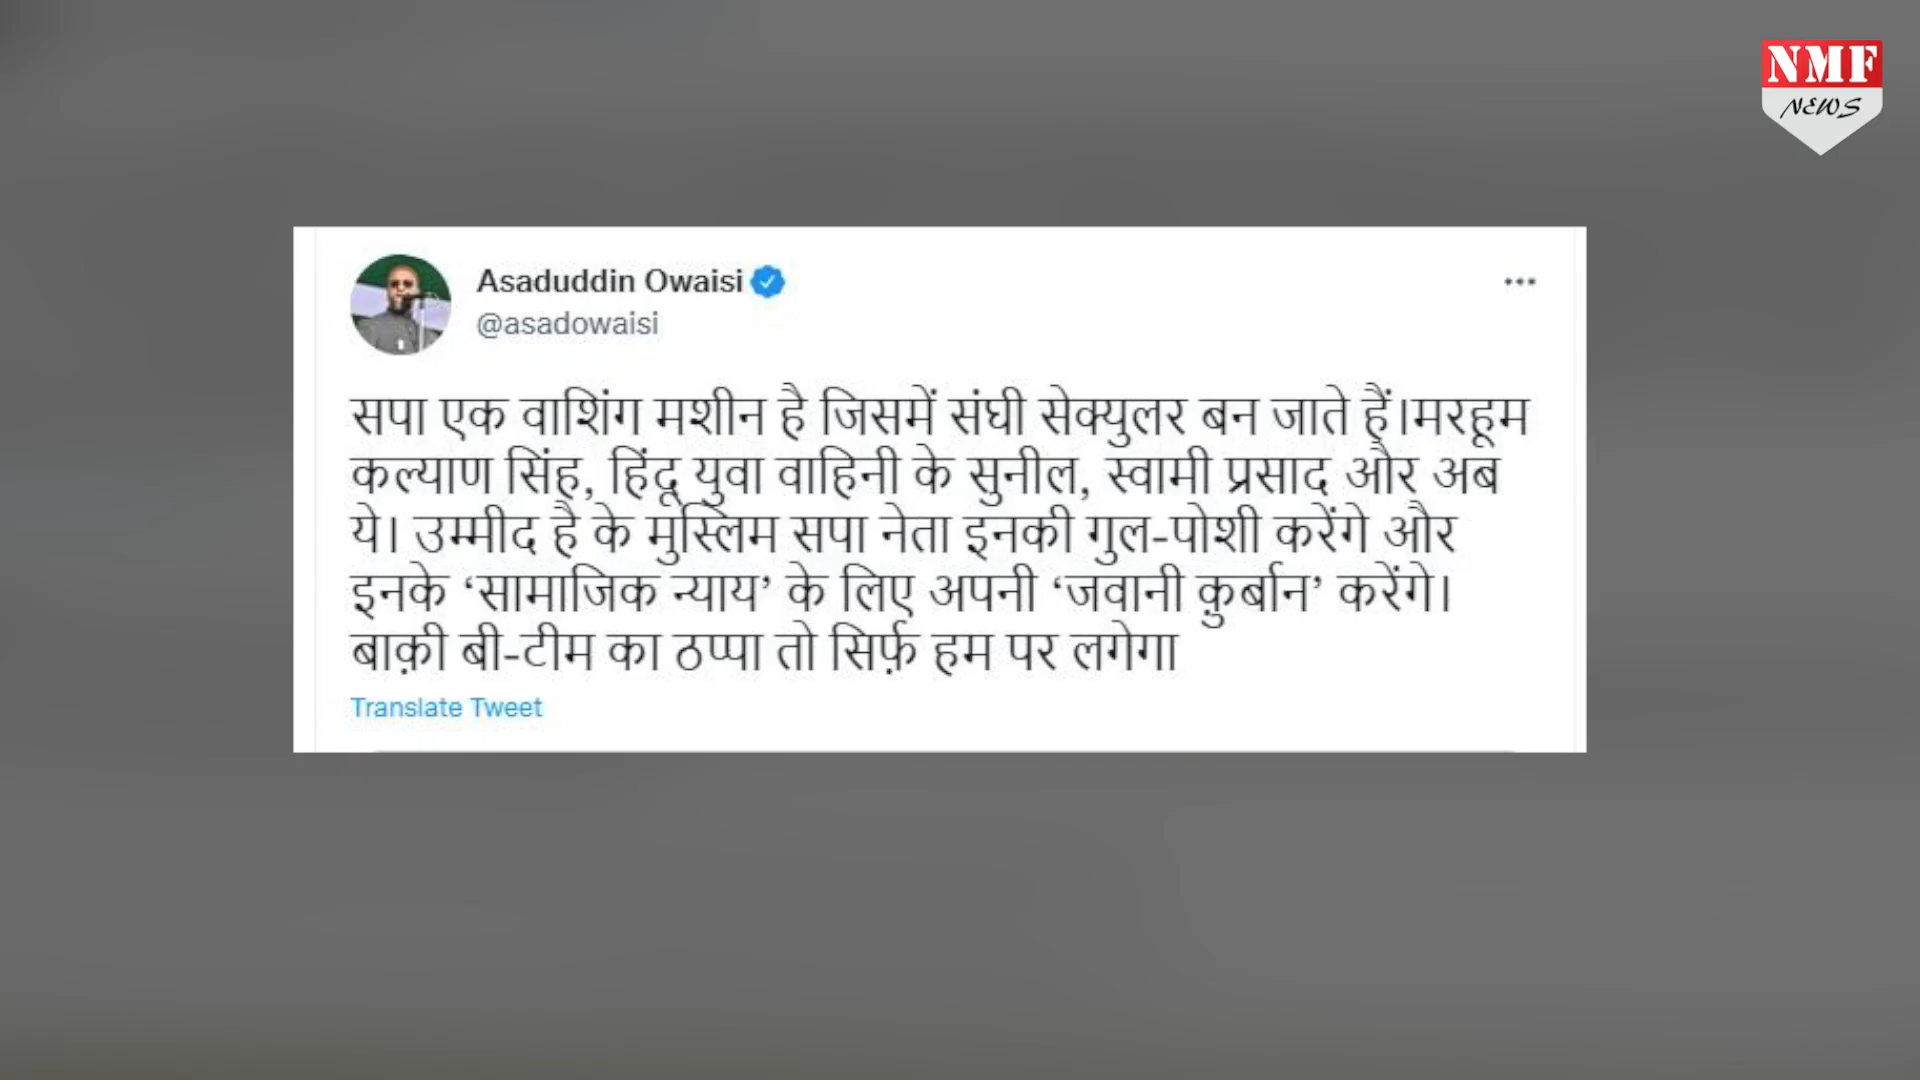 NMF
NEWS
Asaduddin Owaisi
@asadowaisi
सपा एक वाशिंग मशीन है जिसमें संघी सेक्युलर बन जाते हैं।मरहूम
कल्याण सिंह, हिंदू युवा वाहिनी के सुनील, स्वामी प्रसाद और अब
ये। उम्मीद है के मुस्लिम सपा नेता इनकी गुल-पोशी करेंगे और
इनके ‘सामाजिक न्याय’ के लिए अपनी ‘जवानी क़ुर्बान’ करेंगे।
बाक़ी बी-टीम का ठप्पा तो सिर्फ़ हम पर लगेगा
Translate Tweet